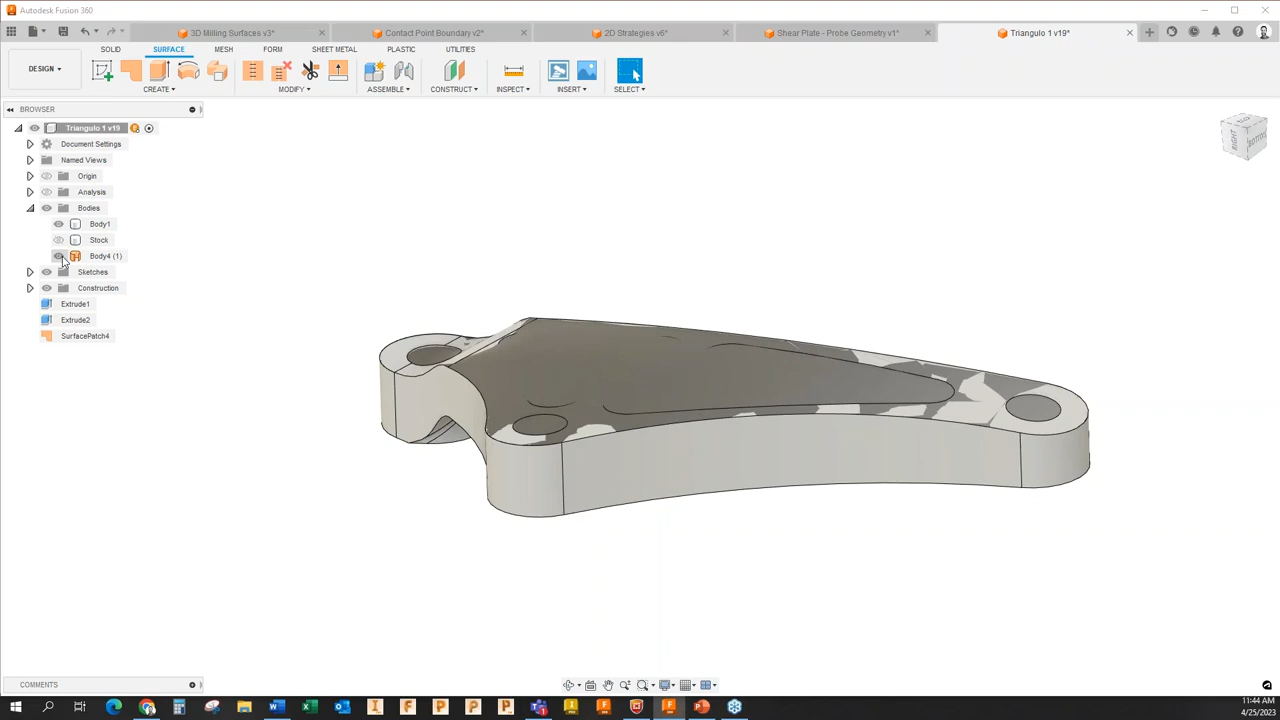 Autodesk Fusion 360
3D Milling Surfaces v3*
Contact Point Boundary v2*
2D Strategies v6*
Shear Plate - Probe Geometry v1*
Triangulo 1 v19*
SOLID SURFACE MESH FORM SHEET METAL PLASTIC UTILITIES
DESIGN
CREATE MODIFY ASSEMBLE CONSTRUCT INSPECT INSERT SELECT
BROWSER
Triangulo 1 v19
Document Settings
Named Views
Origin
Analysis
Bodies
Body1
Stock
Body4 (1)
Sketches
Construction
Extrude1
Extrude2
SurfacePatch4
RIGHT
BOTTOM
COMMENTS
11:44 AM
4/25/2023